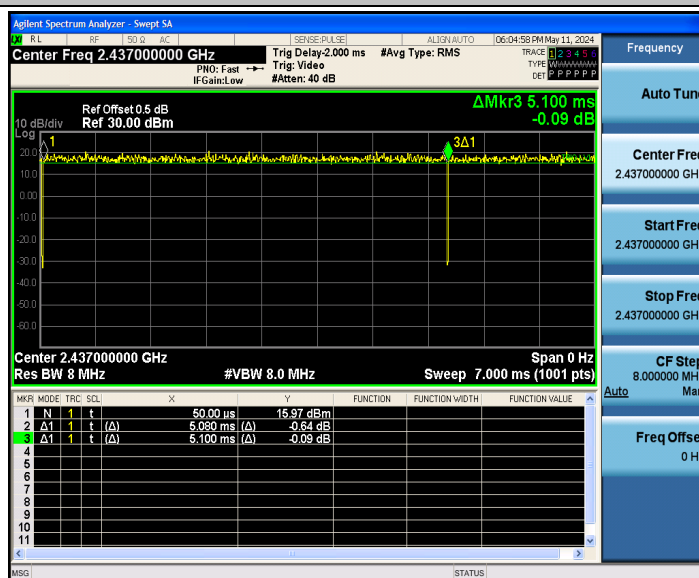 Agilent Spectrum Analyzer - Swept SA
LXI RL RF 50 Ω AC SENSE:PULSE ALIGN AUTO 06:04:58 PM May 11, 2024
Center Freq 2.437000000 GHz
PNO: Fast
IFGain:Low
Trig Delay-2.000 ms
Trig: Video
#Atten: 40 dB
#Avg Type: RMS
TRACE 1 2 3 4 5 6
TYPE W
DET P P P P P P
Frequency
Auto Tune
Center Freq
2.437000000 GH
Start Freq
2.437000000 GH
Stop Freq
2.437000000 GH
CF Step
8.000000 MH
Auto Man
Freq Offse
0 H
Ref Offset 0.5 dB
10 dB/div Ref 30.00 dBm
Log
ΔMkr3 5.100 ms
-0.09 dB
1
3Δ1
20.0
10.0
0.00
-10.0
-20.0
-30.0
-40.0
-50.0
-60.0
Center 2.437000000 GHz Span 0 Hz
Res BW 8 MHz #VBW 8.0 MHz Sweep 7.000 ms (1001 pts)
MKR MODE TRC SCL X Y FUNCTION FUNCTION WIDTH FUNCTION VALUE
1 N 1 t 50.00 µs 15.97 dBm
2 Δ1 1 t (Δ) 5.080 ms (Δ) -0.64 dB
3 Δ1 1 t (Δ) 5.100 ms (Δ) -0.09 dB
4
5
6
7
8
9
10
11
MSG STATUS